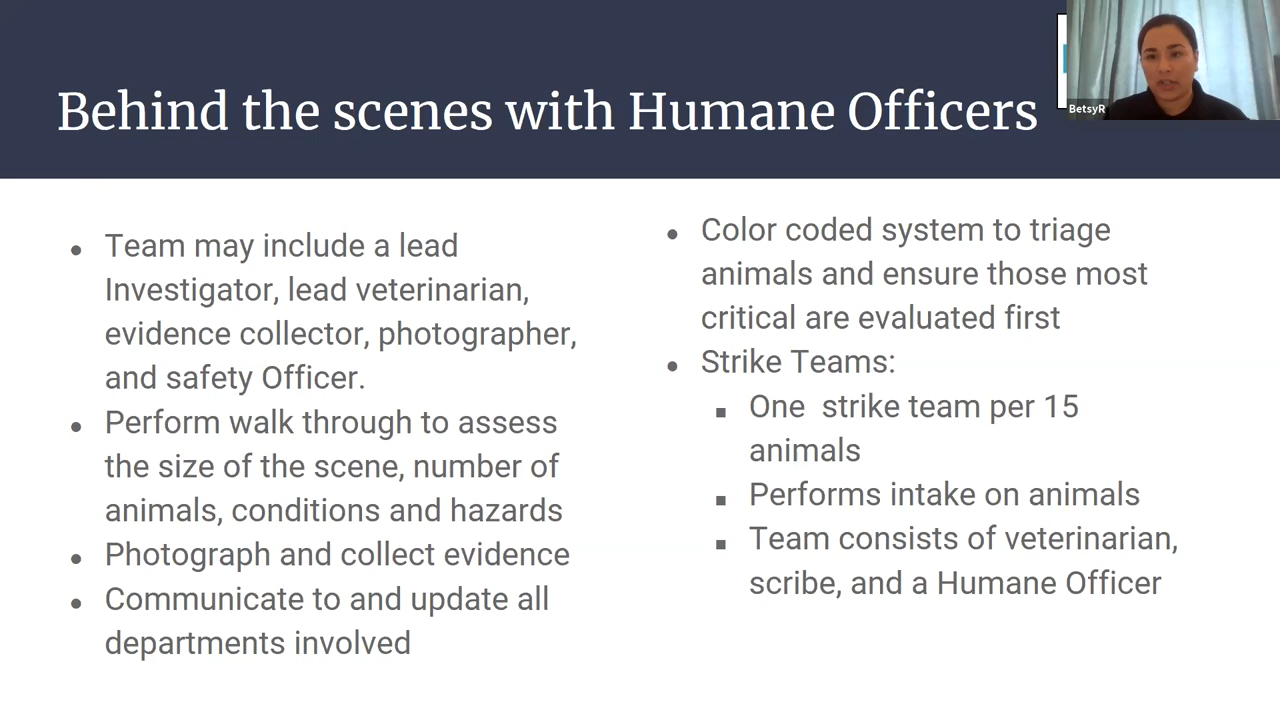 Behind the scenes with Humane Officers
BetsyR
● Team may include a lead
Investigator, lead veterinarian,
evidence collector, photographer,
and safety Officer.
● Perform walk through to assess
the size of the scene, number of
animals, conditions and hazards
● Photograph and collect evidence
● Communicate to and update all
departments involved
● Color coded system to triage
animals and ensure those most
critical are evaluated first
● Strike Teams:
■ One  strike team per 15
animals
■ Performs intake on animals
■ Team consists of veterinarian,
scribe, and a Humane Officer